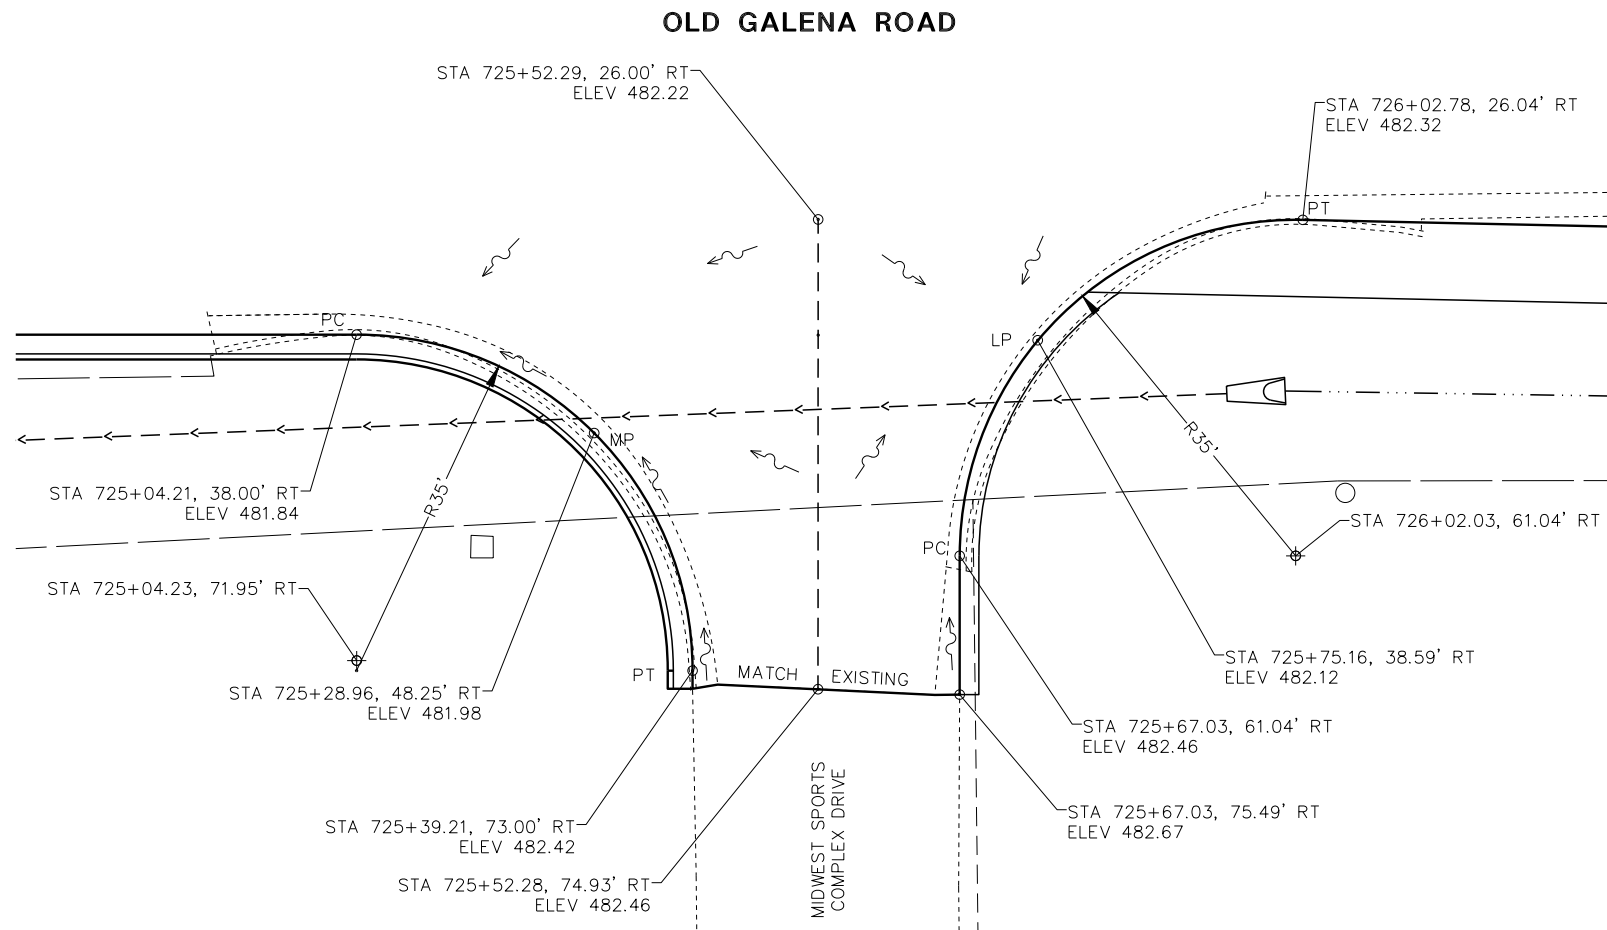 OLD GALENA ROAD
STA 725+52.29, 26.00' RT
ELEV 482.22
STA 726+02.78, 26.04' RT
ELEV 482.32
PT
PC
LP
MP
R35'
STA 725+04.21, 38.00' RT
ELEV 481.84
R35'
STA 726+02.03, 61.04' RT
PC
STA 725+04.23, 71.95' RT
STA 725+75.16, 38.59' RT
ELEV 482.12
PT
MATCH EXISTING
STA 725+28.96, 48.25' RT
ELEV 481.98
STA 725+67.03, 61.04' RT
ELEV 482.46
STA 725+67.03, 75.49' RT
ELEV 482.67
STA 725+39.21, 73.00' RT
ELEV 482.42
MIDWEST SPORTS
COMPLEX DRIVE
STA 725+52.28, 74.93' RT
ELEV 482.46